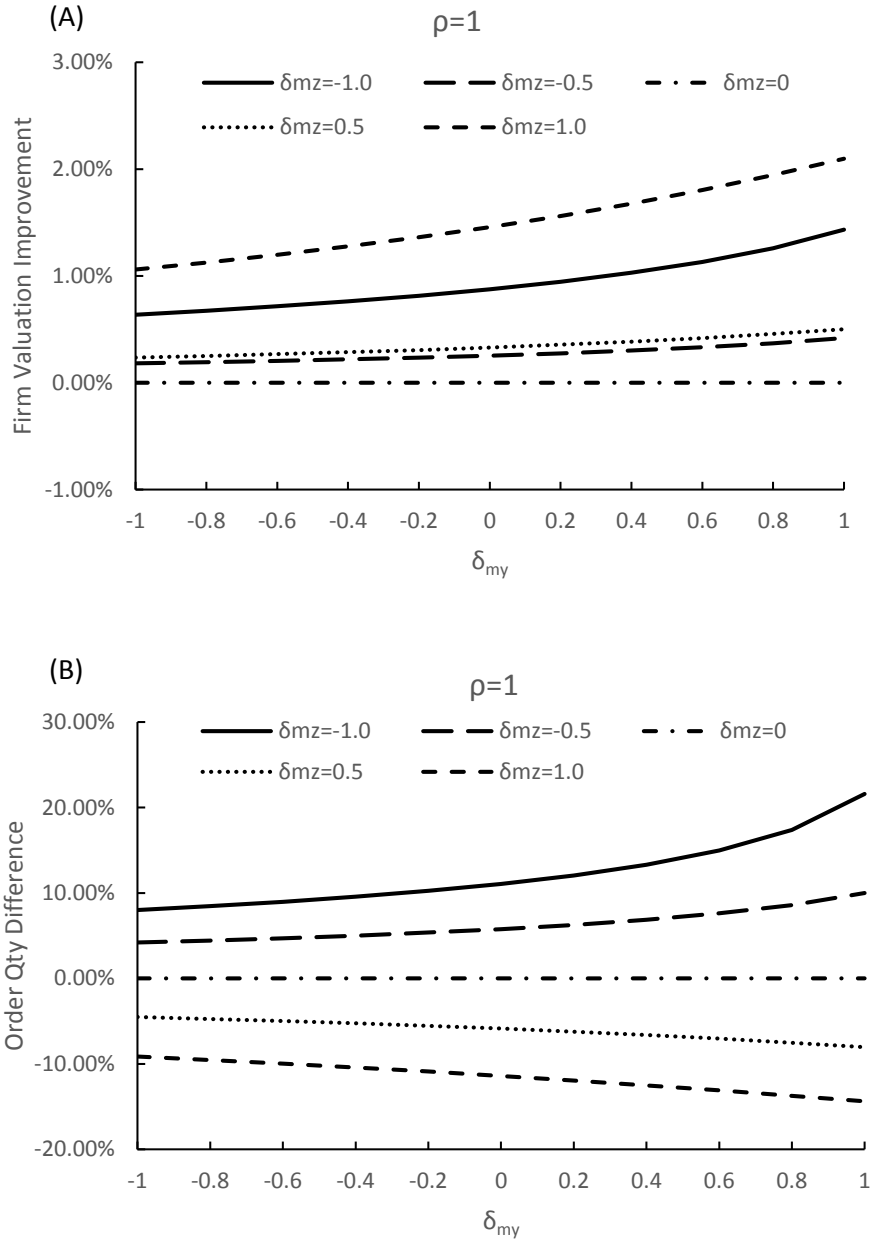 (A)
ρ=1
3.00%
δmz=-1.0 δmz=-0.5 δmz=0
δmz=0.5 δmz=1.0
2.00%
1.00%
0.00%
-1.00%
Firm Valuation Improvement
-1 -0.8 -0.6 -0.4 -0.2 0 0.2 0.4 0.6 0.8 1
δmy
(B)
ρ=1
30.00%
δmz=-1.0 δmz=-0.5 δmz=0
δmz=0.5 δmz=1.0
20.00%
10.00%
0.00%
-10.00%
-20.00%
Order Qty Difference
-1 -0.8 -0.6 -0.4 -0.2 0 0.2 0.4 0.6 0.8 1
δmy